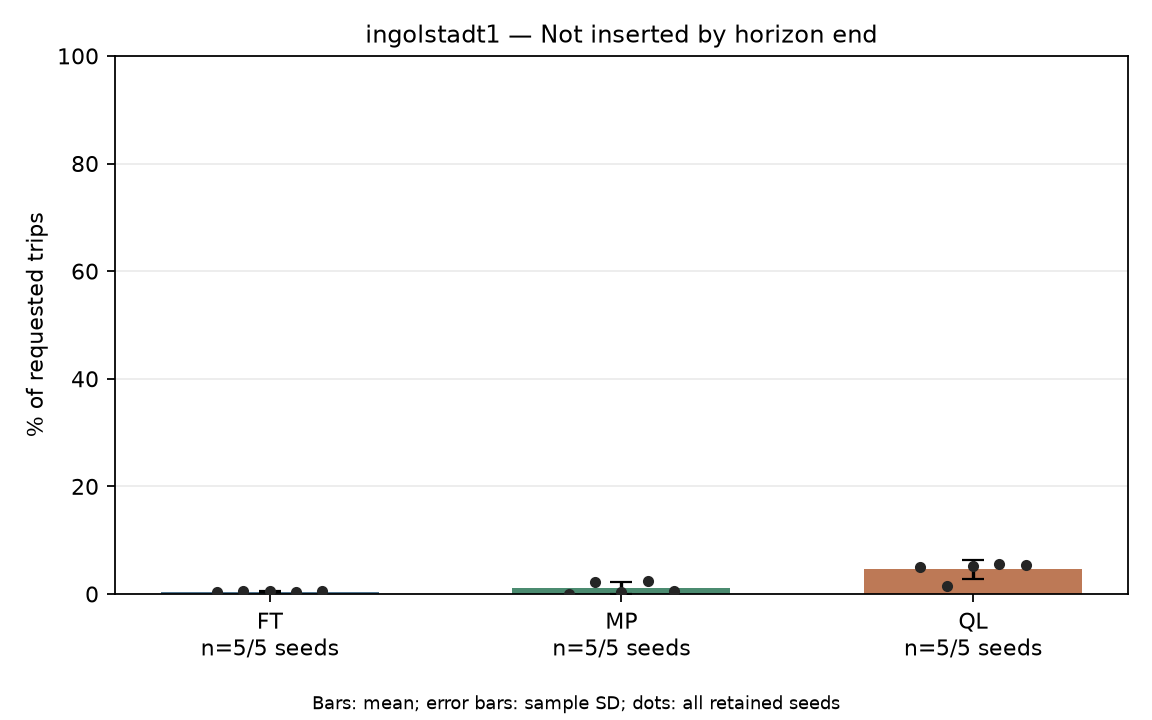 ingolstadt1 — Not inserted by horizon end
100
80
60
40
20
0
% of requested trips
FT
n=5/5 seeds
MP
n=5/5 seeds
QL
n=5/5 seeds
Bars: mean; error bars: sample SD; dots: all retained seeds